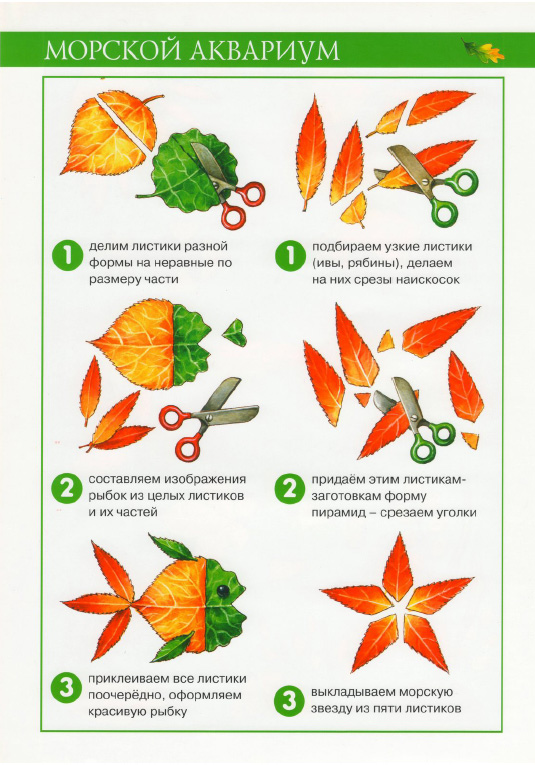 МОРСКОЙ АКВАРИУМ
1
делим листики разной
формы на неравные по
размеру части
2
составляем изображения
рыбок из целых листиков
и их частей
3
приклеиваем все листики
поочерёдно, оформляем
красивую рыбку
1
подбираем узкие листики
(ивы, рябины), делаем
на них срезы наискосок
2
придаём этим листикам-
заготовкам форму
пирамид – срезаем уголки
3
выкладываем морскую
звезду из пяти листиков